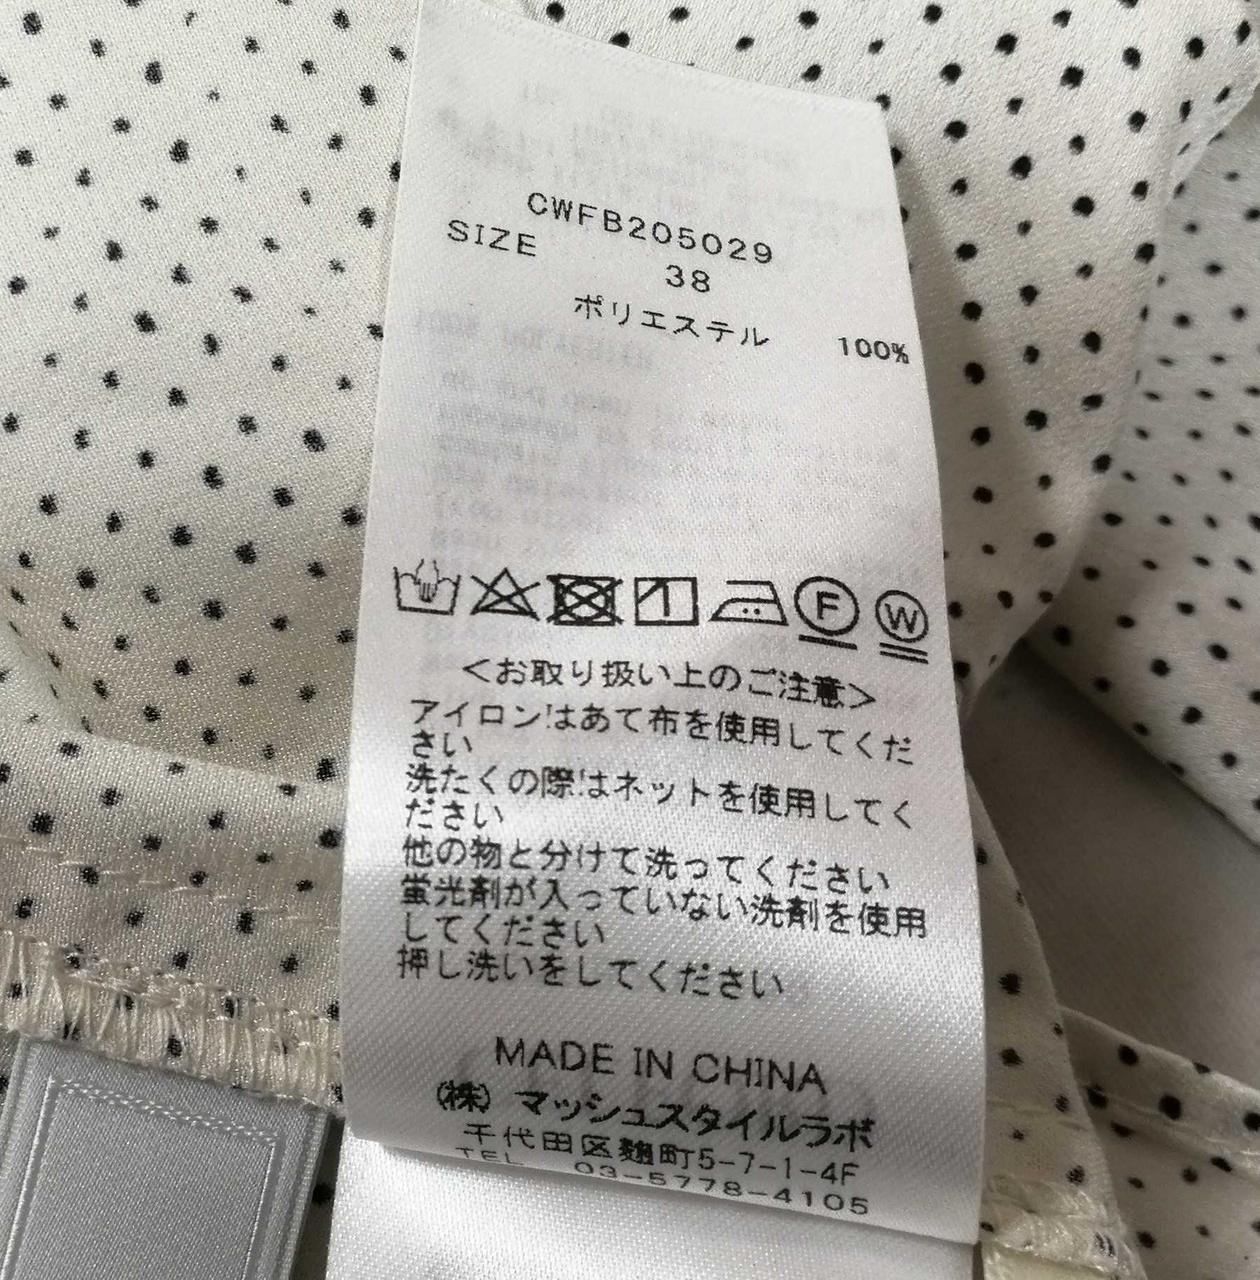 CWFB205029
SIZE 38
ポリエステル 100%
F W
<お取り扱い上のご注意>
アイロンはあて布を使用してくだ
さい
洗たくの際はネットを使用してく
ださい
他の物と分けて洗ってください
蛍光剤が入っていない洗剤を使用
してください
押し洗いをしてください
MADE IN CHINA
(株) マッシュスタイルラボ
千代田区麹町5-7-1-4F
TEL 03-5778-4105